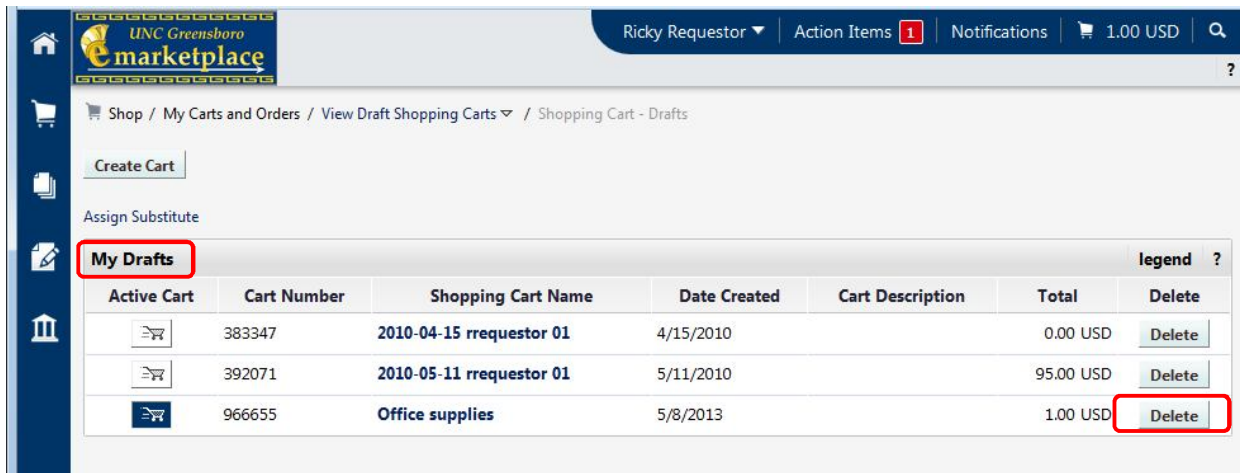 UNC Greensboro
emarketplace
Ricky Requestor Action Items 1 Notifications 1.00 USD
?
Shop / My Carts and Orders / View Draft Shopping Carts / Shopping Cart - Drafts
Create Cart
Assign Substitute
My Drafts legend ?
Active Cart Cart Number Shopping Cart Name Date Created Cart Description Total Delete
383347 2010-04-15 rrequestor 01 4/15/2010 0.00 USD Delete
392071 2010-05-11 rrequestor 01 5/11/2010 95.00 USD Delete
966655 Office supplies 5/8/2013 1.00 USD Delete